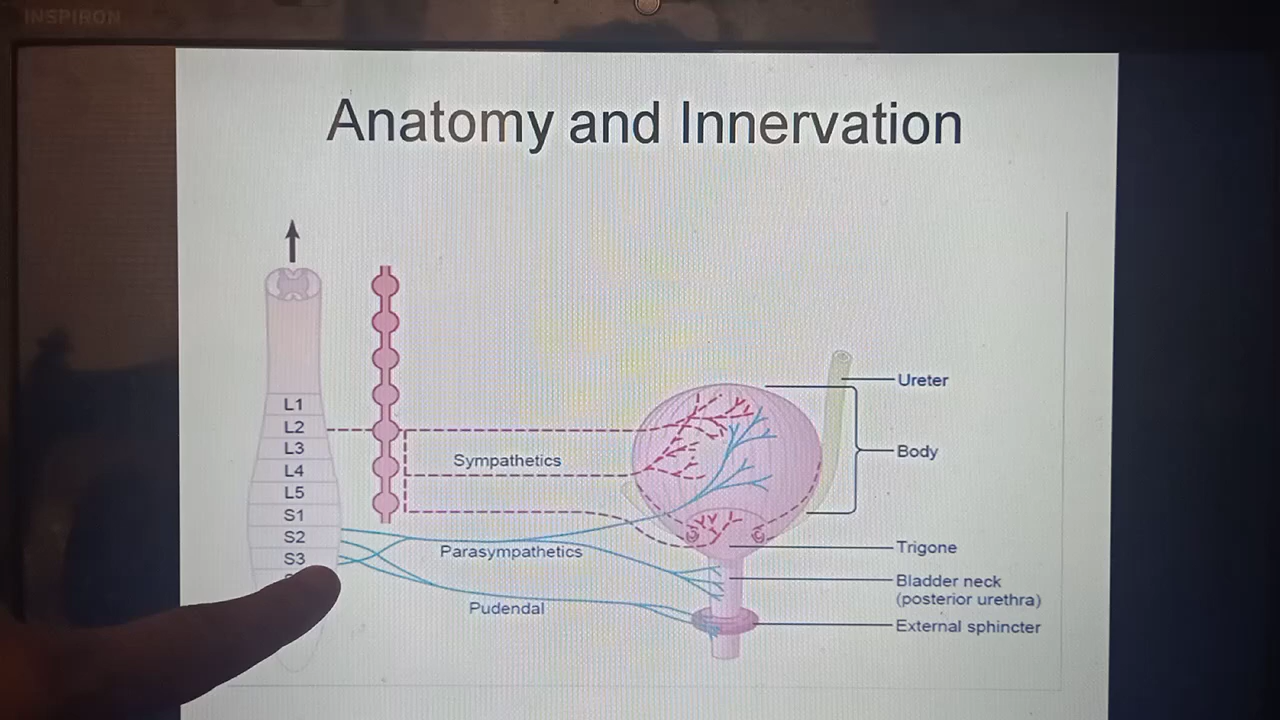 INSPIRON
Anatomy and Innervation
L1
L2
L3
L4
L5
S1
S2
S3
Sympathetics
Parasympathetics
Pudendal
Ureter
Body
Trigone
Bladder neck
(posterior urethra)
External sphincter